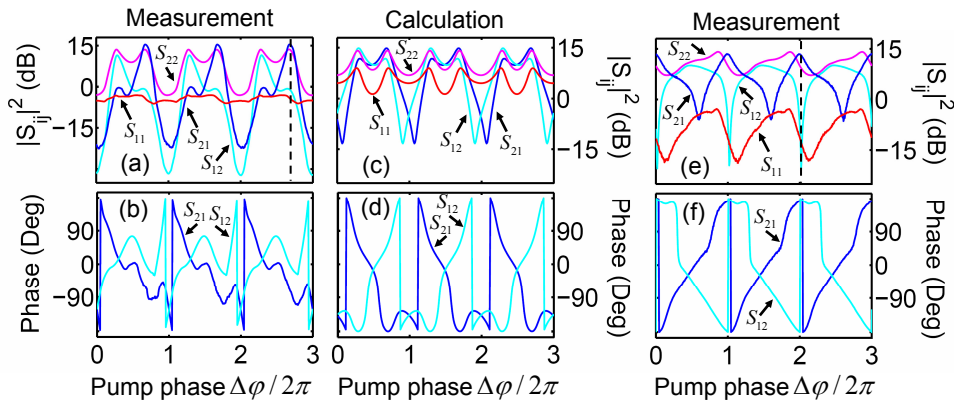 Measurement
Calculation
Measurement
|S_ij|² (dB)
15
0
−15
S_22
S_11
S_21
S_12
(a)
15
0
−15
|S_ij|² (dB)
S_22
S_11
S_12
S_21
(c)
15
0
−15
|S_ij|² (dB)
S_22
S_21
S_12
S_11
(e)
Phase (Deg)
90
0
−90
(b)
S_21
S_12
90
0
−90
Phase (Deg)
(d)
S_12
S_21
90
0
−90
Phase (Deg)
(f)
S_21
S_12
0 1 2 3
0 1 2 3
0 1 2 3
Pump phase Δφ / 2π
Pump phase Δφ / 2π
Pump phase Δφ / 2π